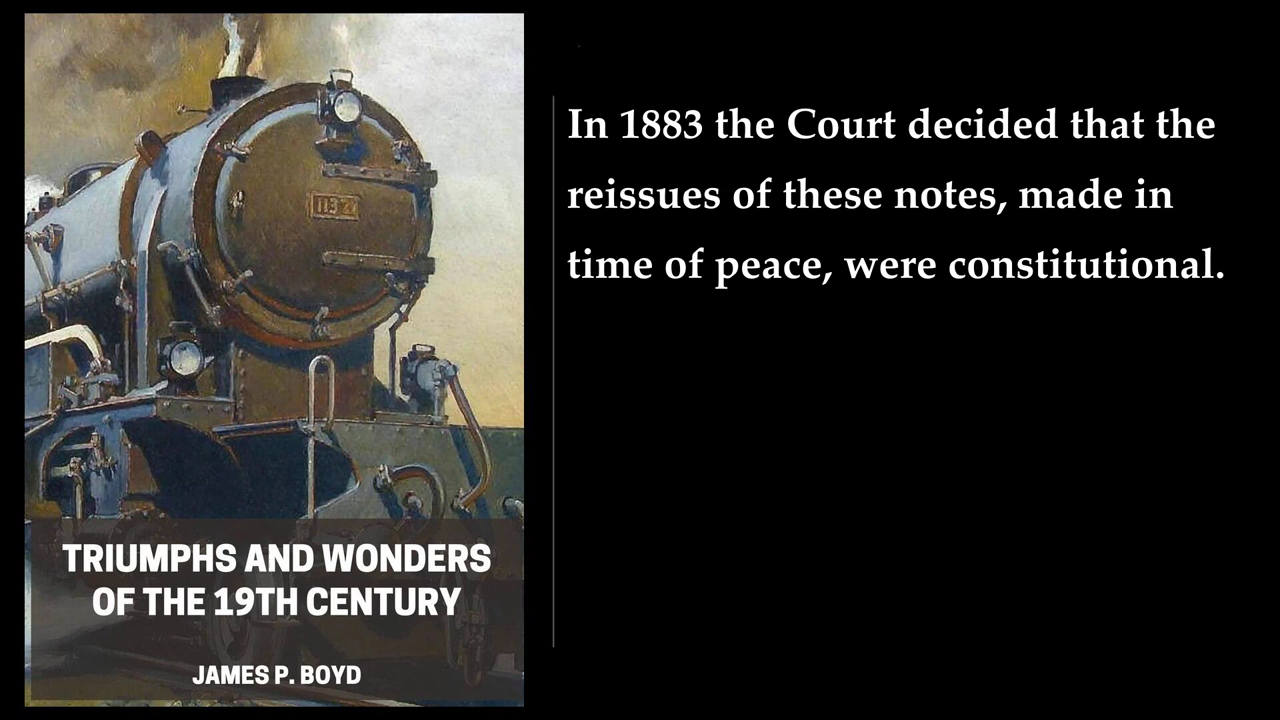 In 1883 the Court decided that the
reissues of these notes, made in
time of peace, were constitutional.
TRIUMPHS AND WONDERS
OF THE 19TH CENTURY
JAMES P. BOYD